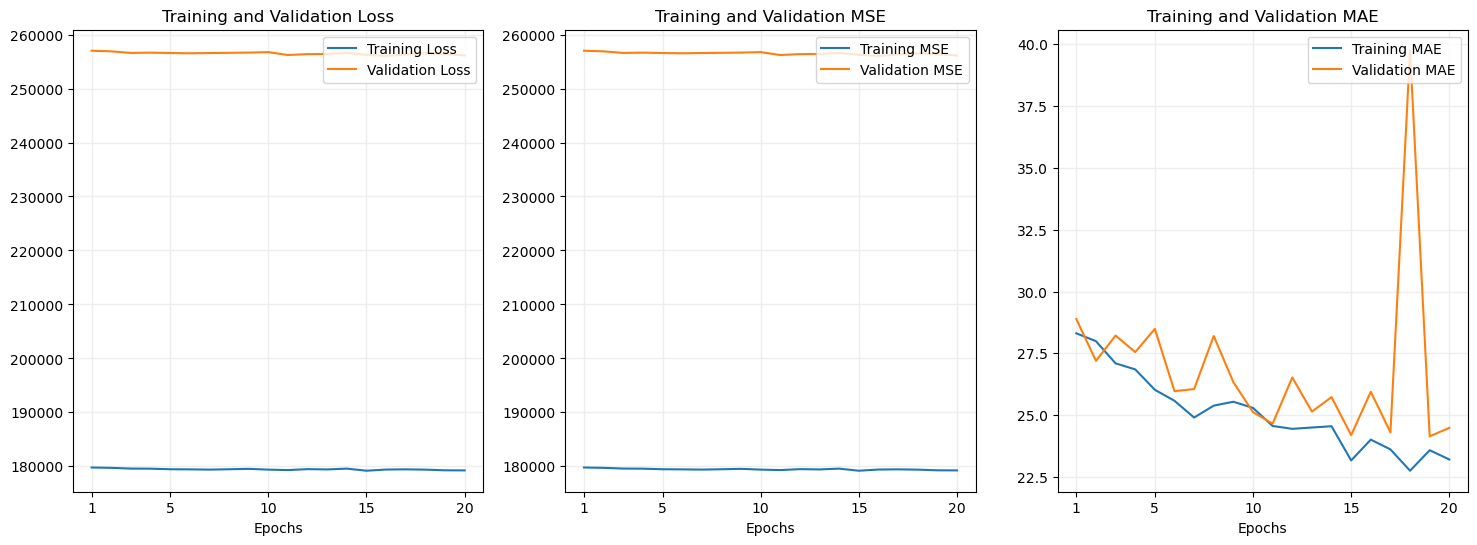 Training and Validation Loss
260000
250000
240000
230000
220000
210000
200000
190000
180000
1 5 10 15 20
Epochs
Training Loss
Validation Loss
Training and Validation MSE
260000
250000
240000
230000
220000
210000
200000
190000
180000
1 5 10 15 20
Epochs
Training MSE
Validation MSE
Training and Validation MAE
40.0
37.5
35.0
32.5
30.0
27.5
25.0
22.5
1 5 10 15 20
Epochs
Training MAE
Validation MAE